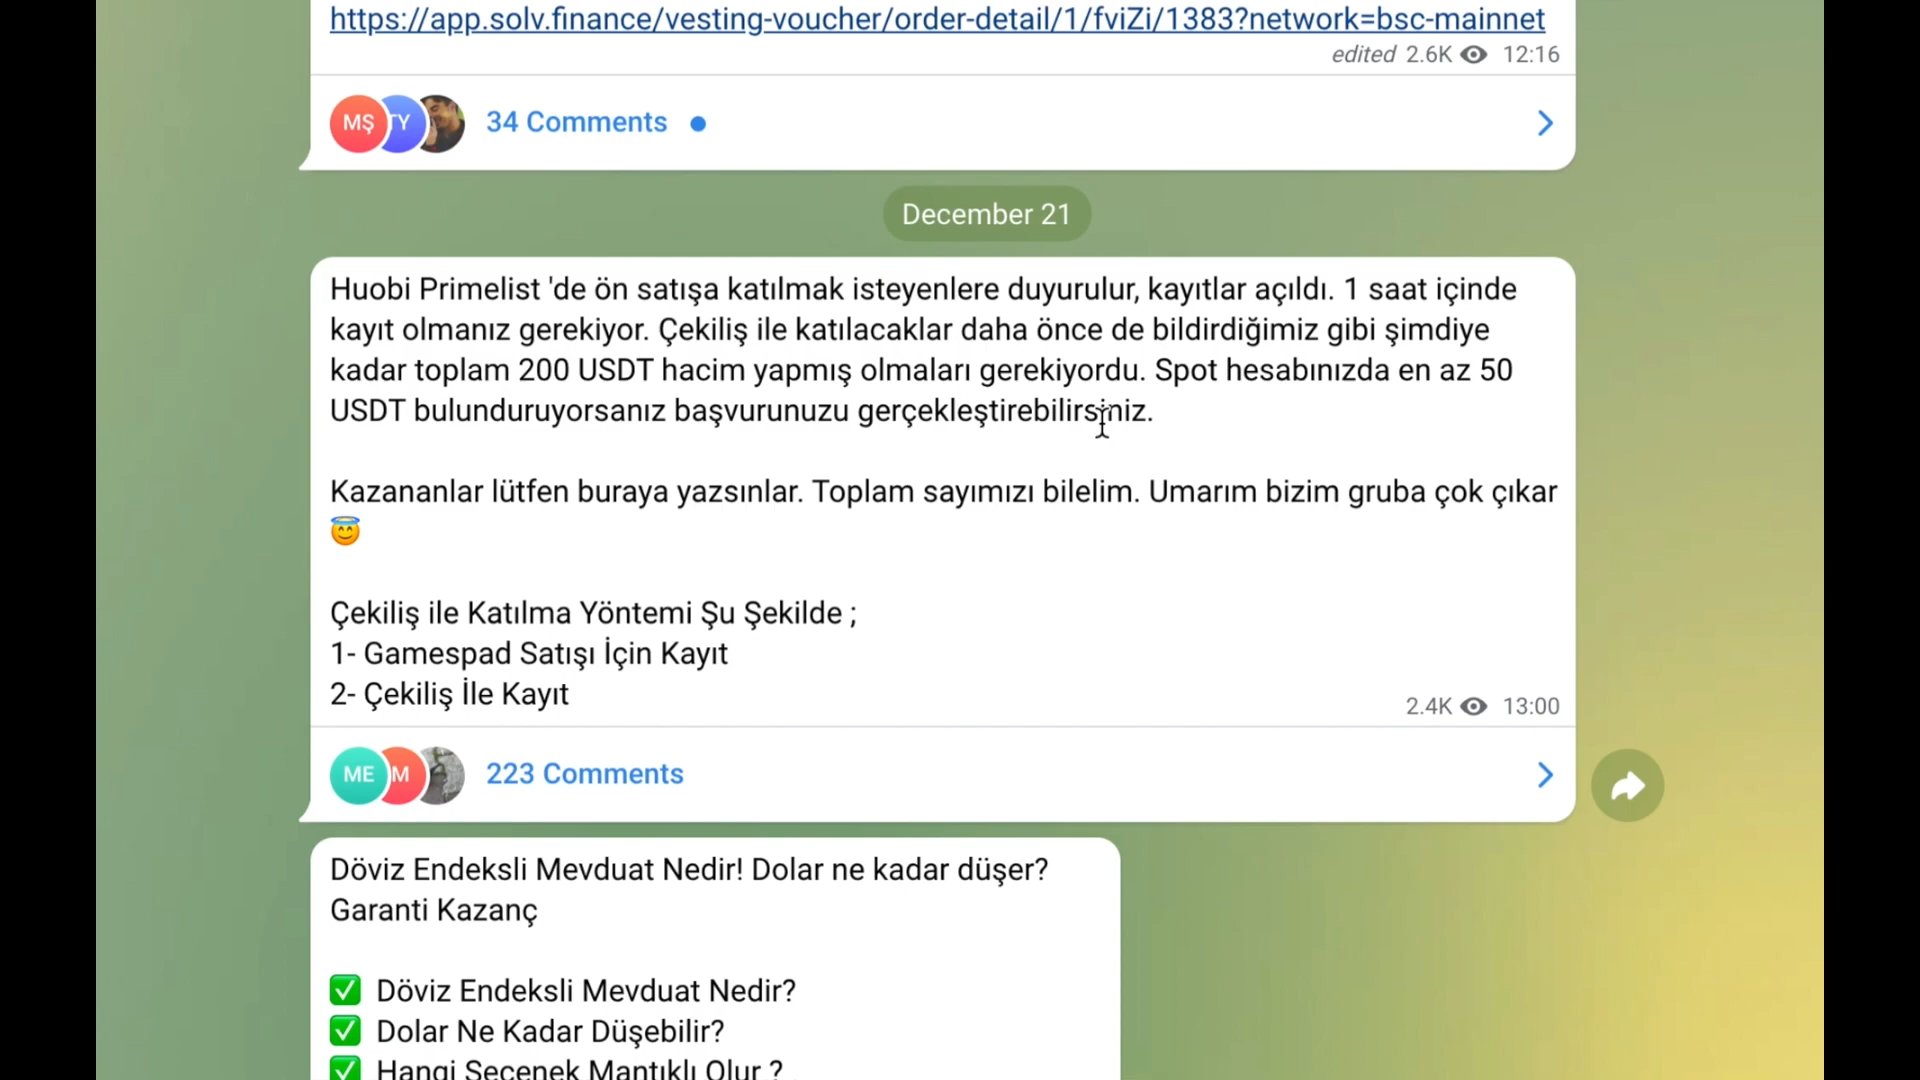 https://app.solv.finance/vesting-voucher/order-detail/1/fviZi/1383?network=bsc-mainnet
edited 2.6K 12:16
MŞ TY 34 Comments
December 21
Huobi Primelist 'de ön satışa katılmak isteyenlere duyurulur, kayıtlar açıldı. 1 saat içinde
kayıt olmanız gerekiyor. Çekiliş ile katılacaklar daha önce de bildirdiğimiz gibi şimdiye
kadar toplam 200 USDT hacim yapmış olmaları gerekiyordu. Spot hesabınızda en az 50
USDT bulunduruyorsanız başvurunuzu gerçekleştirebilirsiniz.
Kazananlar lütfen buraya yazsınlar. Toplam sayımızı bilelim. Umarım bizim gruba çok çıkar
😇
Çekiliş ile Katılma Yöntemi Şu Şekilde ;
1- Gamespad Satışı İçin Kayıt
2- Çekiliş İle Kayıt
2.4K 13:00
ME M 223 Comments
Döviz Endeksli Mevduat Nedir! Dolar ne kadar düşer?
Garanti Kazanç
✅ Döviz Endeksli Mevduat Nedir?
✅ Dolar Ne Kadar Düşebilir?
✅ Hangi Seçenek Mantıklı Olur ?